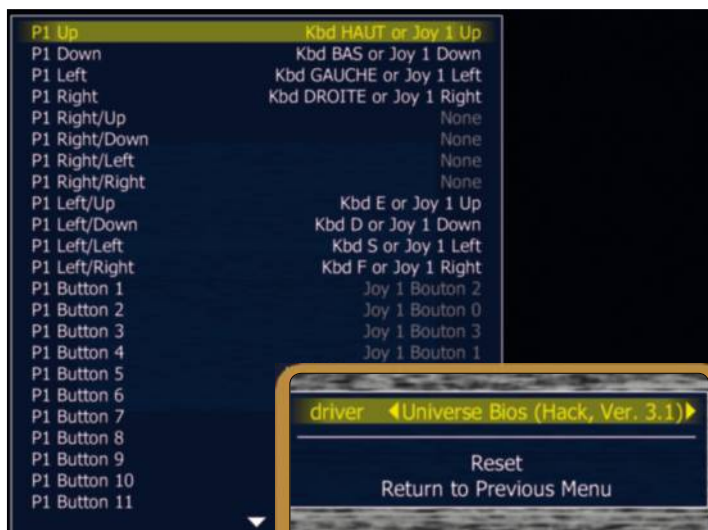 P1 Up Kbd HAUT or Joy 1 Up
P1 Down Kbd BAS or Joy 1 Down
P1 Left Kbd GAUCHE or Joy 1 Left
P1 Right Kbd DROITE or Joy 1 Right
P1 Right/Up None
P1 Right/Down None
P1 Right/Left None
P1 Right/Right None
P1 Left/Up Kbd E or Joy 1 Up
P1 Left/Down Kbd D or Joy 1 Down
P1 Left/Left Kbd S or Joy 1 Left
P1 Left/Right Kbd F or Joy 1 Right
P1 Button 1 Joy 1 Bouton 2
P1 Button 2 Joy 1 Bouton 0
P1 Button 3 Joy 1 Bouton 3
P1 Button 4 Joy 1 Bouton 1
P1 Button 5
P1 Button 6
P1 Button 7
P1 Button 8
P1 Button 9
P1 Button 10
P1 Button 11
driver Universe Bios (Hack, Ver. 3.1)
Reset
Return to Previous Menu